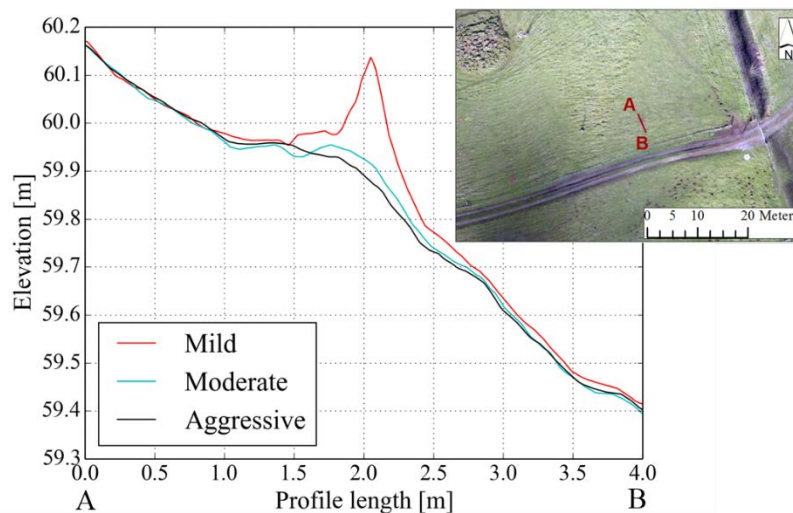 60.2
60.1
60.0
59.9
59.8
59.7
59.6
59.5
59.4
59.3
Elevation [m]
Mild
Moderate
Aggressive
0.0 0.5 1.0 1.5 2.0 2.5 3.0 3.5 4.0
A Profile length [m] B
N
A
B
0 5 10 20 Meter